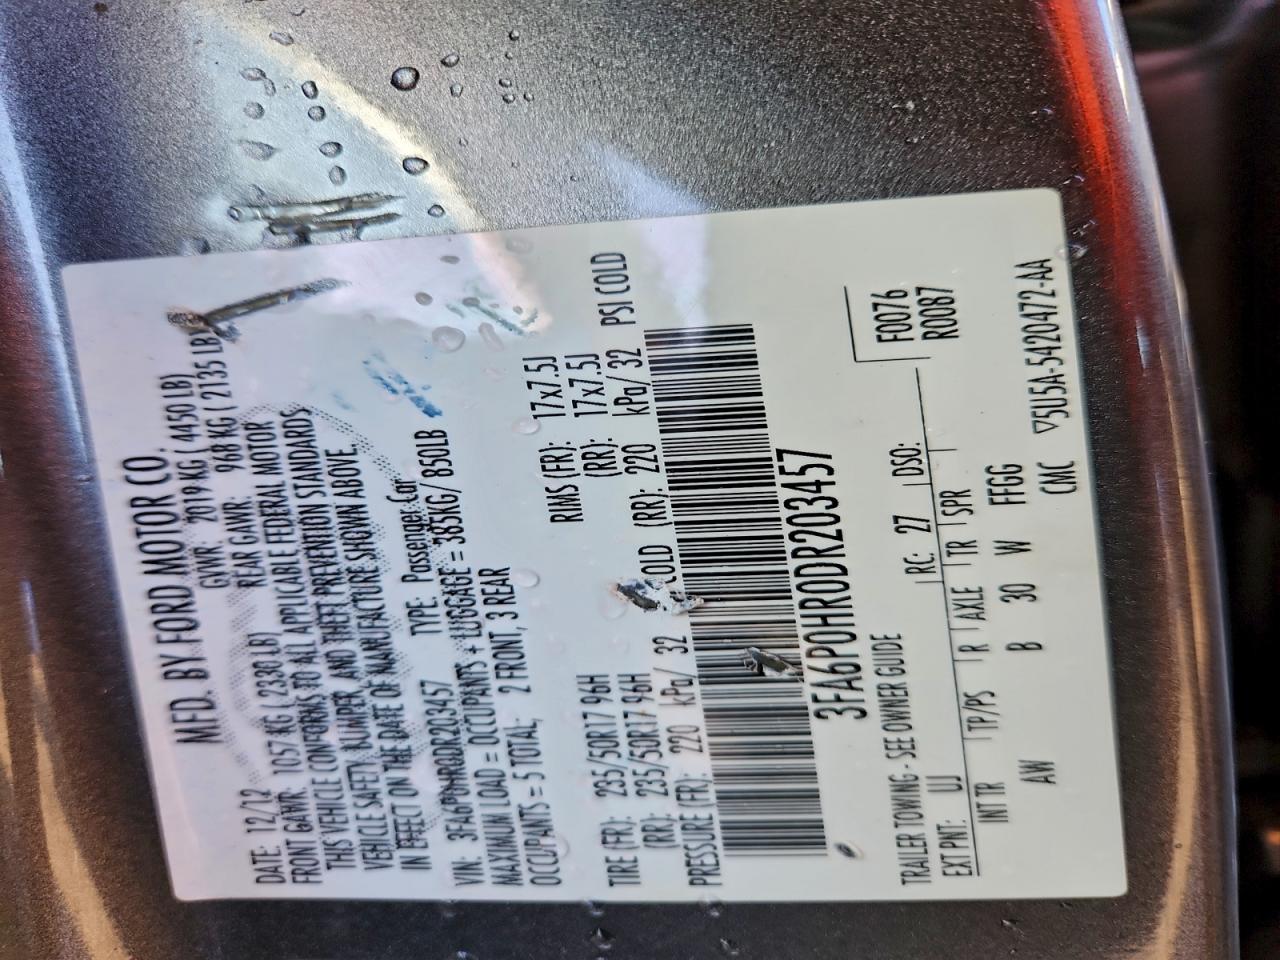 MFD. BY FORD MOTOR CO.
DATE: 12/12 GVWR: 2019 KG ( 4450 LB)
FRONT GAWR: 1057 KG ( 2330 LB) REAR GAWR: 968 KG ( 2135 LB
THIS VEHICLE CONFORMS TO ALL APPLICABLE FEDERAL MOTOR
VEHICLE SAFETY, BUMPER, AND THEFT PREVENTION STANDARDS
IN EFFECT ON THE DATE OF MANUFACTURE SHOWN ABOVE.
VIN: 3FA6P0HR0DR203457 TYPE: Passenger Car
MAXIMUM LOAD = OCCUPANTS + LUGGAGE = 385KG/ 850LB
OCCUPANTS = 5 TOTAL, 2 FRONT, 3 REAR
TIRE (FR): 235/50R17 96H RIMS (FR): 17x7.5J
(RR): 235/50R17 96H (RR): 17x7.5J
PRESSURE (FR): 220 kPa/ 32 COLD (RR): 220 kPa/ 32 PSI COLD
3FA6P0HR0DR203457
TRAILER TOWING - SEE OWNER GUIDE F0076
EXT PNT: UJ RC: 27 DSO: R0087
INT TR TP/PS R AXLE TR SPR
AW B 30 W FFGG
CMC ▽5U5A-5420472-AA